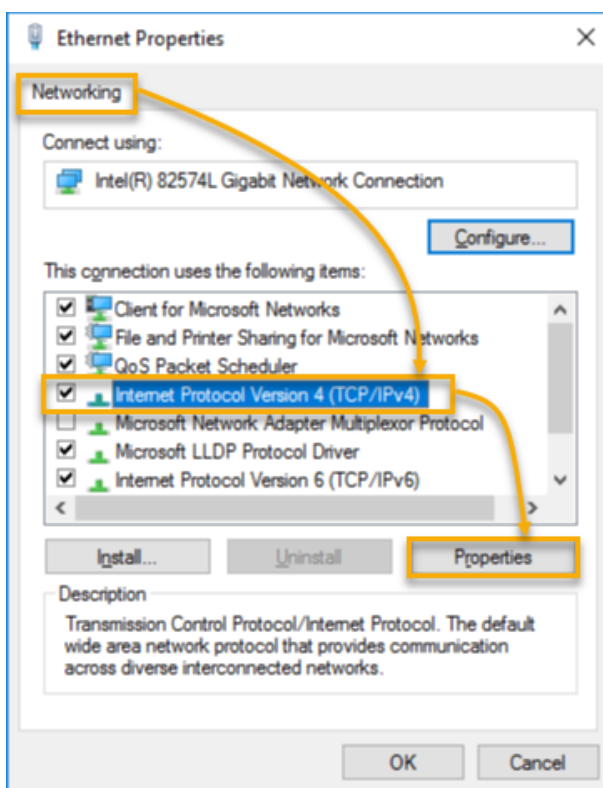 Ethernet Properties
Networking
Connect using:
Intel(R) 82574L Gigabit Network Connection
Configure...
This connection uses the following items:
Client for Microsoft Networks
File and Printer Sharing for Microsoft Networks
QoS Packet Scheduler
Internet Protocol Version 4 (TCP/IPv4)
Microsoft Network Adapter Multiplexor Protocol
Microsoft LLDP Protocol Driver
Internet Protocol Version 6 (TCP/IPv6)
Install...
Uninstall
Properties
Description
Transmission Control Protocol/Internet Protocol. The default
wide area network protocol that provides communication
across diverse interconnected networks.
OK
Cancel